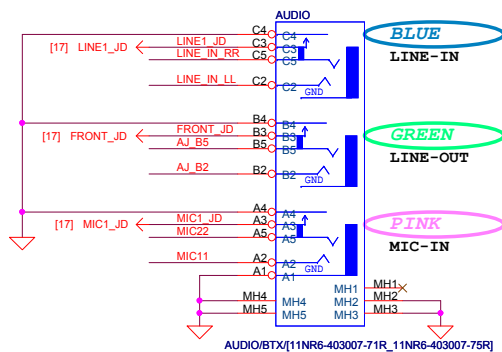 AUDIO
C4 C4 BLUE
[17] LINE1_JD LINE1_JD C3 C3
LINE_IN_RR C5 C5 LINE-IN
LINE_IN_LL C2 C2
GND
B4 B4
[17] FRONT_JD FRONT_JD B3 B3 GREEN
AJ_B5 B5 B5 LINE-OUT
AJ_B2 B2 B2
GND
A4 A4
[17] MIC1_JD MIC1_JD A3 A3 PINK
MIC22 A5 A5 MIC-IN
MIC11 A2 A2
GND
A1 A1
MH1 MH1
MH4 MH4 MH2 MH2
MH5 MH5 MH3 MH3
AUDIO/BTX/[11NR6-403007-71R_11NR6-403007-75R]